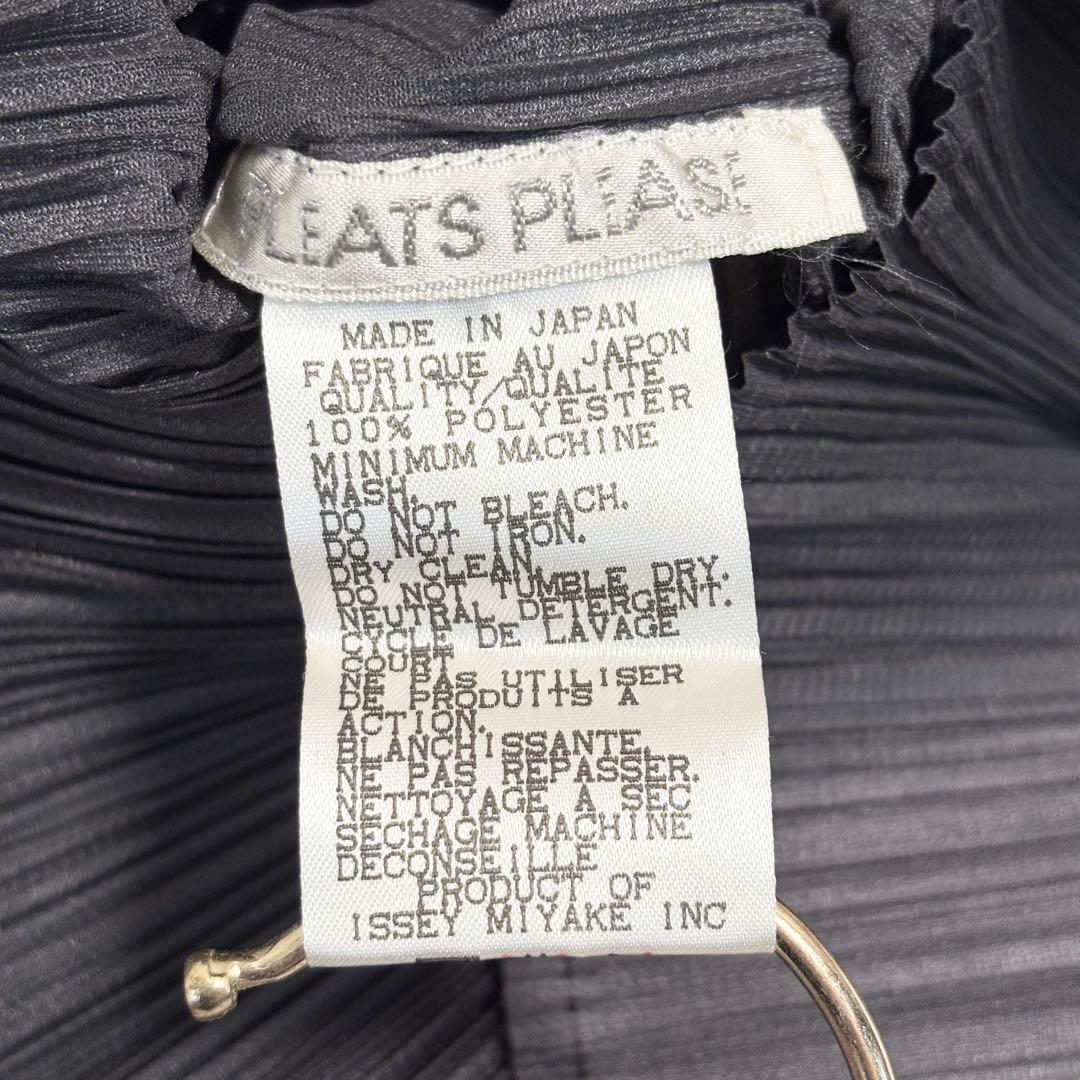 PLEATS PLEASE
MADE IN JAPAN
FABRIQUE AU JAPON
QUALITY/QUALITE
100% POLYESTER
MINIMUM MACHINE
WASH.
DO NOT BLEACH.
DO NOT IRON.
DRY CLEAN.
DO NOT TUMBLE DRY.
NEUTRAL DETERGENT.
CYCLE DE LAVAGE
COURT
NE PAS UTILISER
DE PRODUITS A
ACTION.
BLANCHISSANTE.
NE PAS REPASSER.
NETTOYAGE A SEC
SECHAGE MACHINE
DECONSEILLE
PRODUCT OF
ISSEY MIYAKE INC